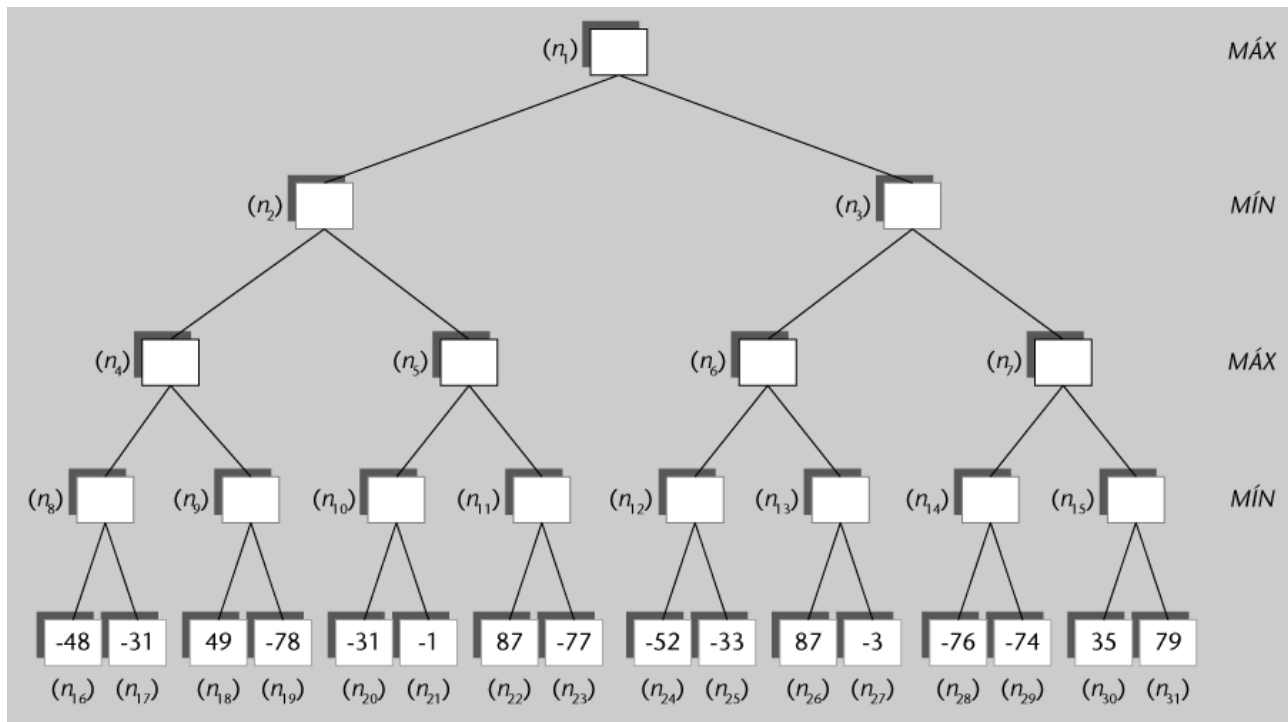 (n1) MÁX
(n2) (n3) MÍN
(n4) (n5) (n6) (n7) MÁX
(n8) (n9) (n10) (n11) (n12) (n13) (n14) (n15) MÍN
-48 -31 49 -78 -31 -1 87 -77 -52 -33 87 -3 -76 -74 35 79
(n16) (n17) (n18) (n19) (n20) (n21) (n22) (n23) (n24) (n25) (n26) (n27) (n28) (n29) (n30) (n31)